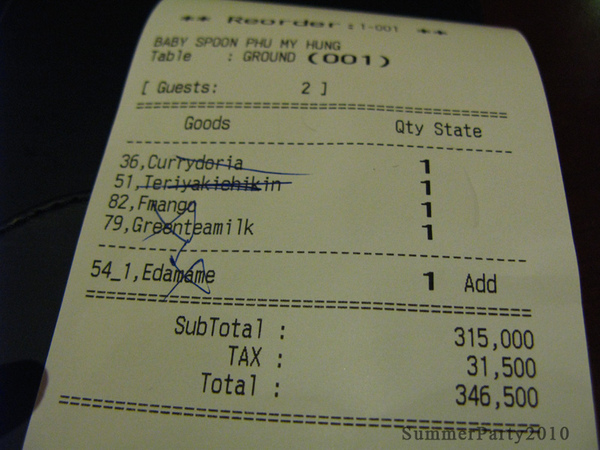 ** Reorder : 1-001 **
BABY SPOON PHU MY HUNG
Table : GROUND (001)
[ Guests: 2 ]
Goods Qty State
36,Currydoria 1
51,Teriyakichikin 1
82,Fmango 1
79,Greenteamilk 1
54_1,Edamame 1 Add
SubTotal : 315,000
TAX : 31,500
Total : 346,500
SummerParty2010